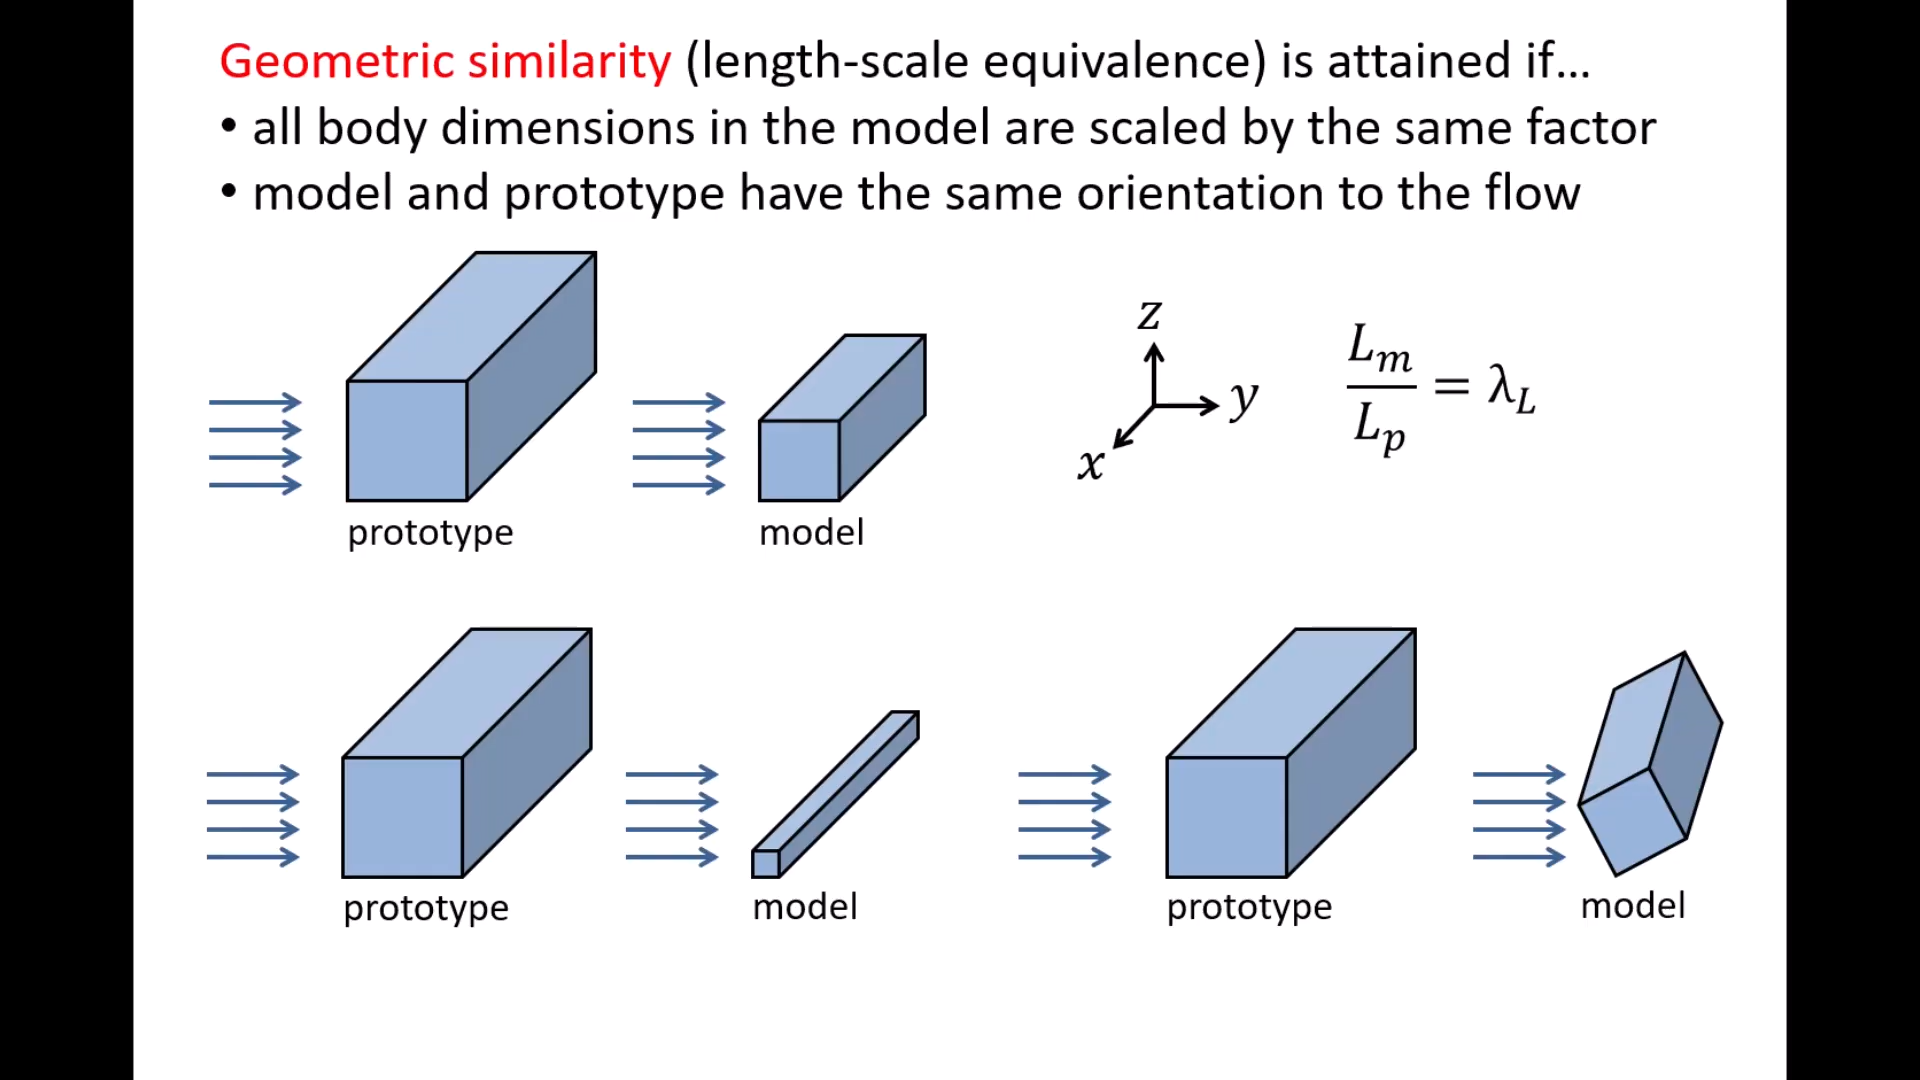 Geometric similarity (length-scale equivalence) is attained if...
• all body dimensions in the model are scaled by the same factor
• model and prototype have the same orientation to the flow
z
y
x
L_m / L_p = λ_L
prototype
model
prototype
model
prototype
model